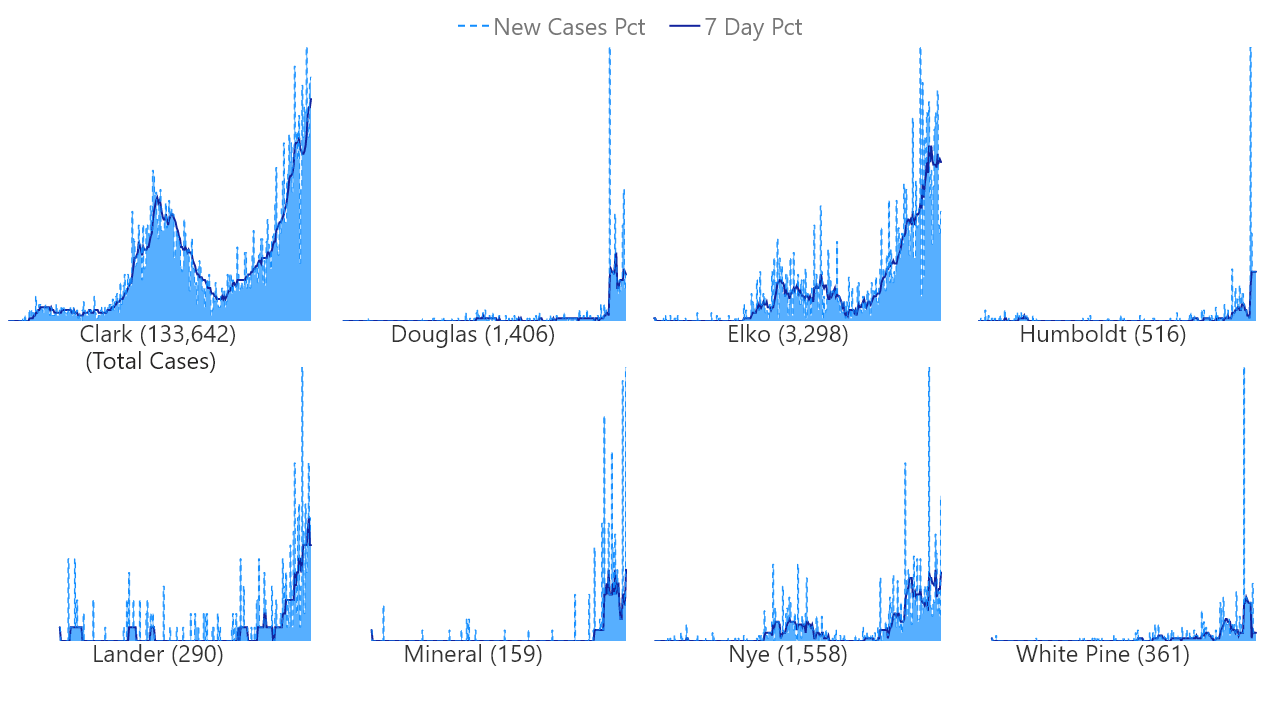 New Cases Pct 7 Day Pct
Clark (133,642)
(Total Cases)
Douglas (1,406)
Elko (3,298)
Humboldt (516)
Lander (290)
Mineral (159)
Nye (1,558)
White Pine (361)